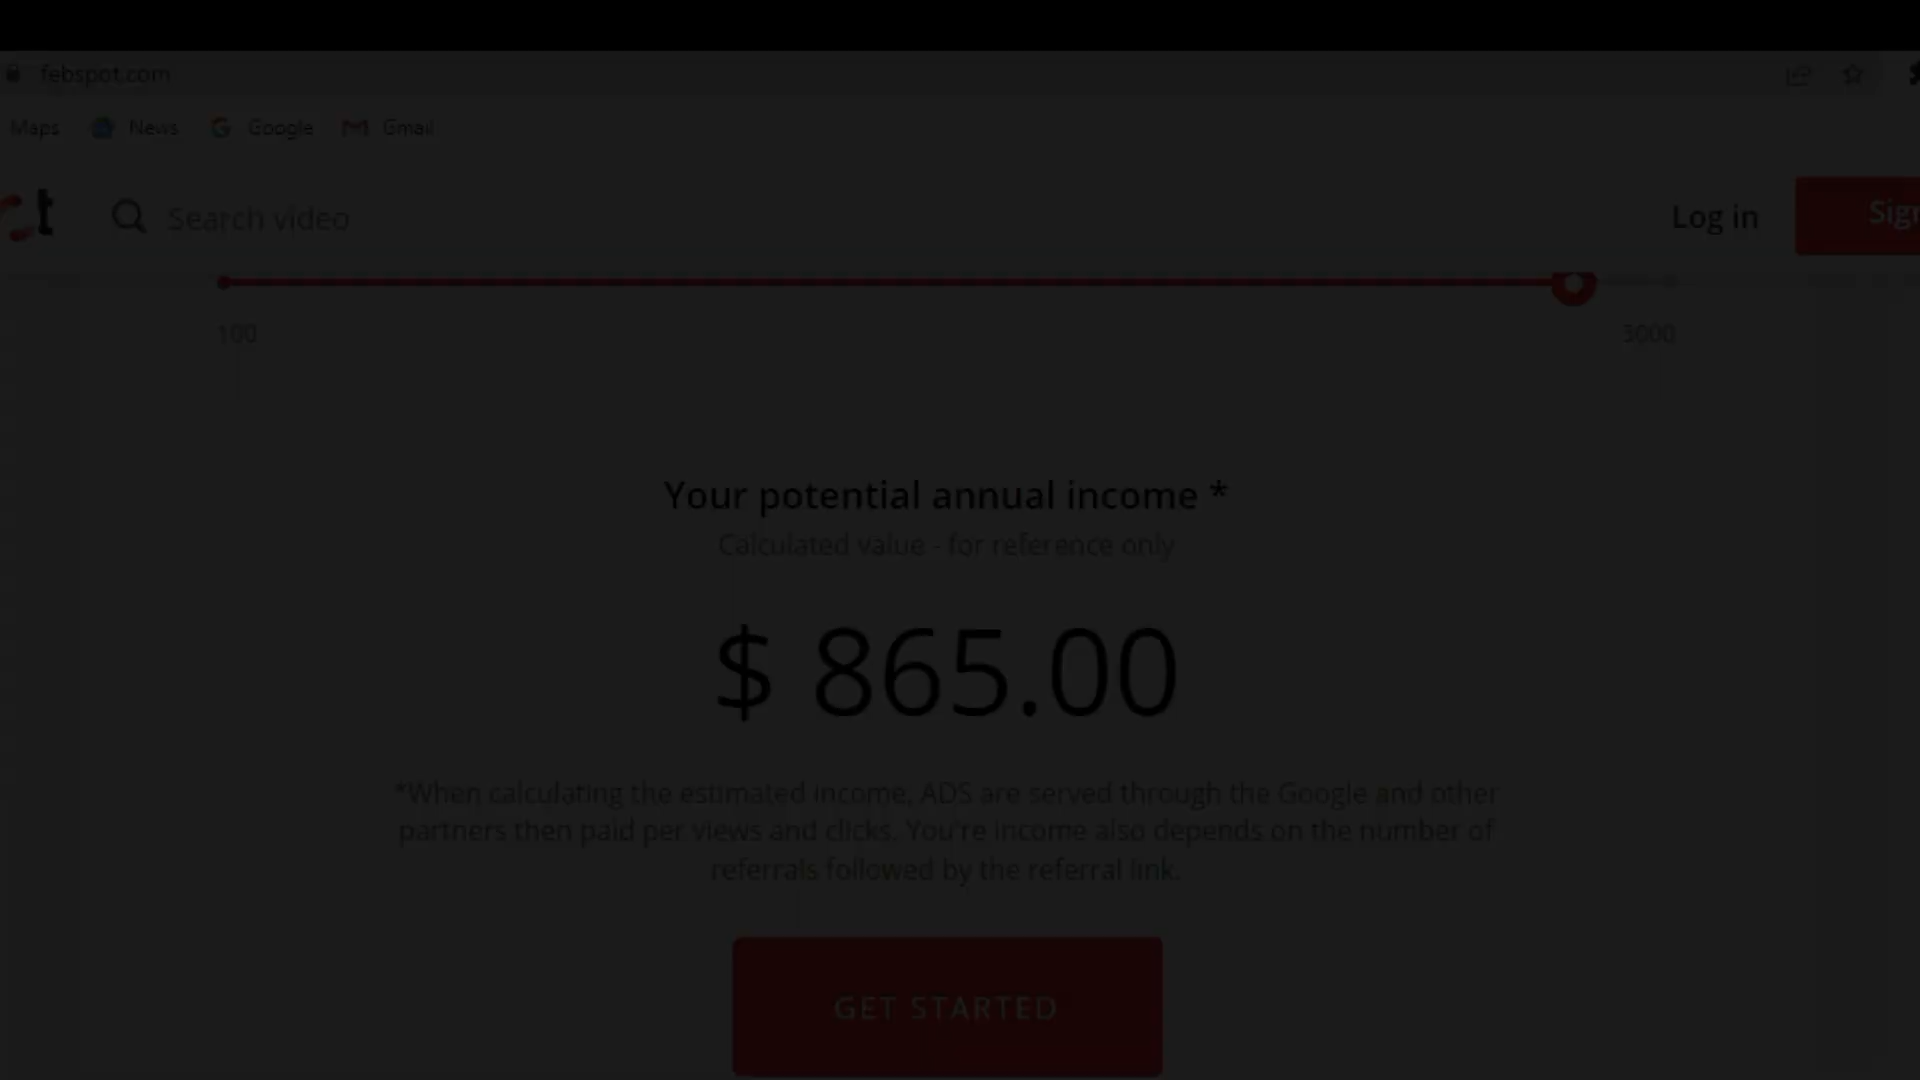 febspot.com
Maps News Google Gmail
t Search video Log in Sign
100 3000
Your potential annual income *
Calculated value - for reference only
$ 865.00
*When calculating the estimated income, ADS are served through the Google and other
partners then paid per views and clicks. You're income also depends on the number of
referrals followed by the referral link.
GET STARTED